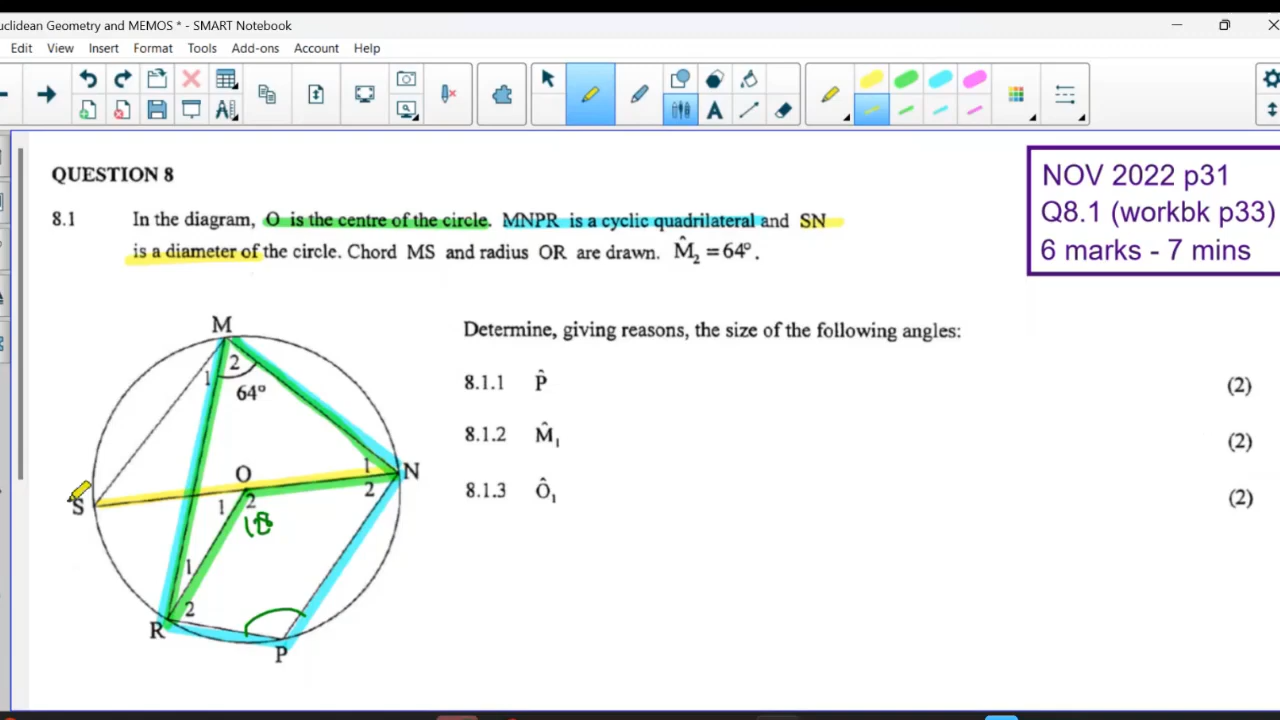 uclidean Geometry and MEMOS * - SMART Notebook
Edit View Insert Format Tools Add-ons Account Help
QUESTION 8
NOV 2022 p31
Q8.1 (workbk p33)
6 marks - 7 mins
8.1 In the diagram, O is the centre of the circle. MNPR is a cyclic quadrilateral and SN
is a diameter of the circle. Chord MS and radius OR are drawn. M̂₂ = 64°.
Determine, giving reasons, the size of the following angles:
8.1.1 P̂ (2)
8.1.2 M̂₁ (2)
8.1.3 Ô₁ (2)
M
1 2
64°
O
1 N
S
1 2 2
1
2
R
P